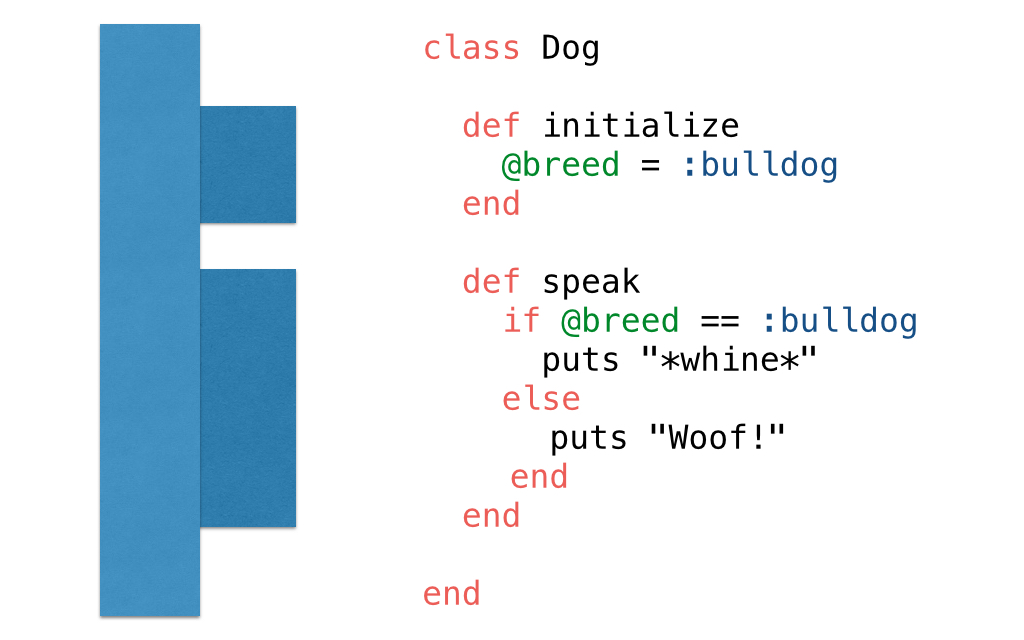 class Dog
def initialize
@breed = :bulldog
end
def speak
if @breed == :bulldog
puts "*whine*"
else
puts "Woof!"
end
end
end